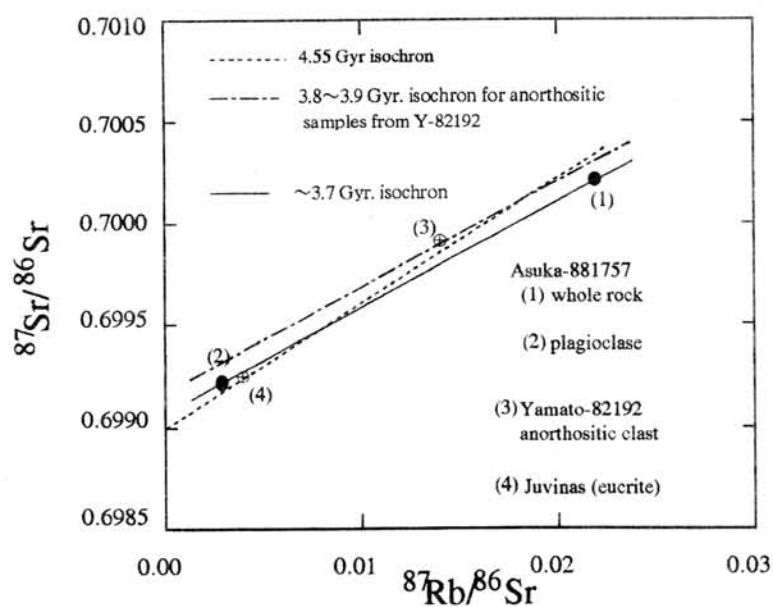 0.7010
0.7005
0.7000
0.6995
0.6990
0.6985
87Sr/86Sr
4.55 Gyr isochron
3.8~3.9 Gyr. isochron for anorthositic
samples from Y-82192
~3.7 Gyr. isochron
(3)
(1)
(2)
(4)
Asuka-881757
(1) whole rock
(2) plagioclase
(3) Yamato-82192
anorthositic clast
(4) Juvinas (eucrite)
0.00
0.01
0.02
0.03
87Rb/86Sr